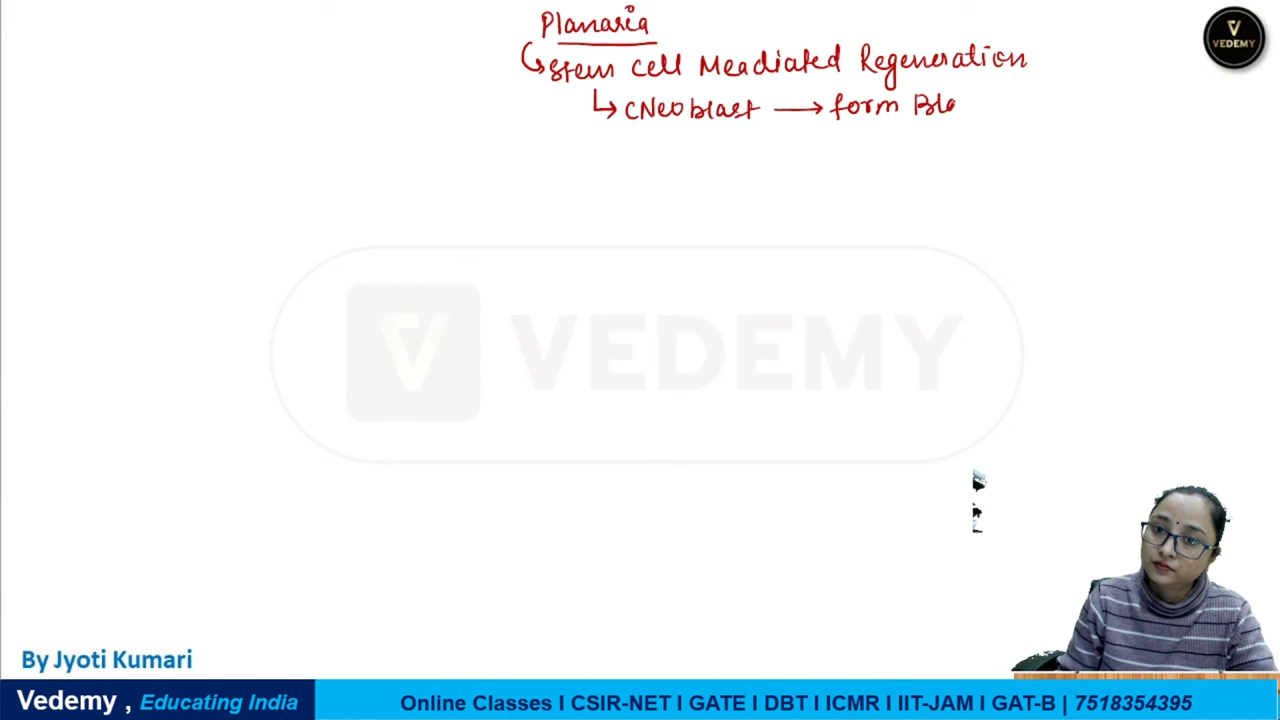 Planaria
VEDEMY
Stem Cell Meadiated Regeneration
CNeoblast → form Bla
VEDEMY
By Jyoti Kumari
Vedemy , Educating India
Online Classes I CSIR-NET I GATE I DBT I ICMR I IIT-JAM I GAT-B | 7518354395